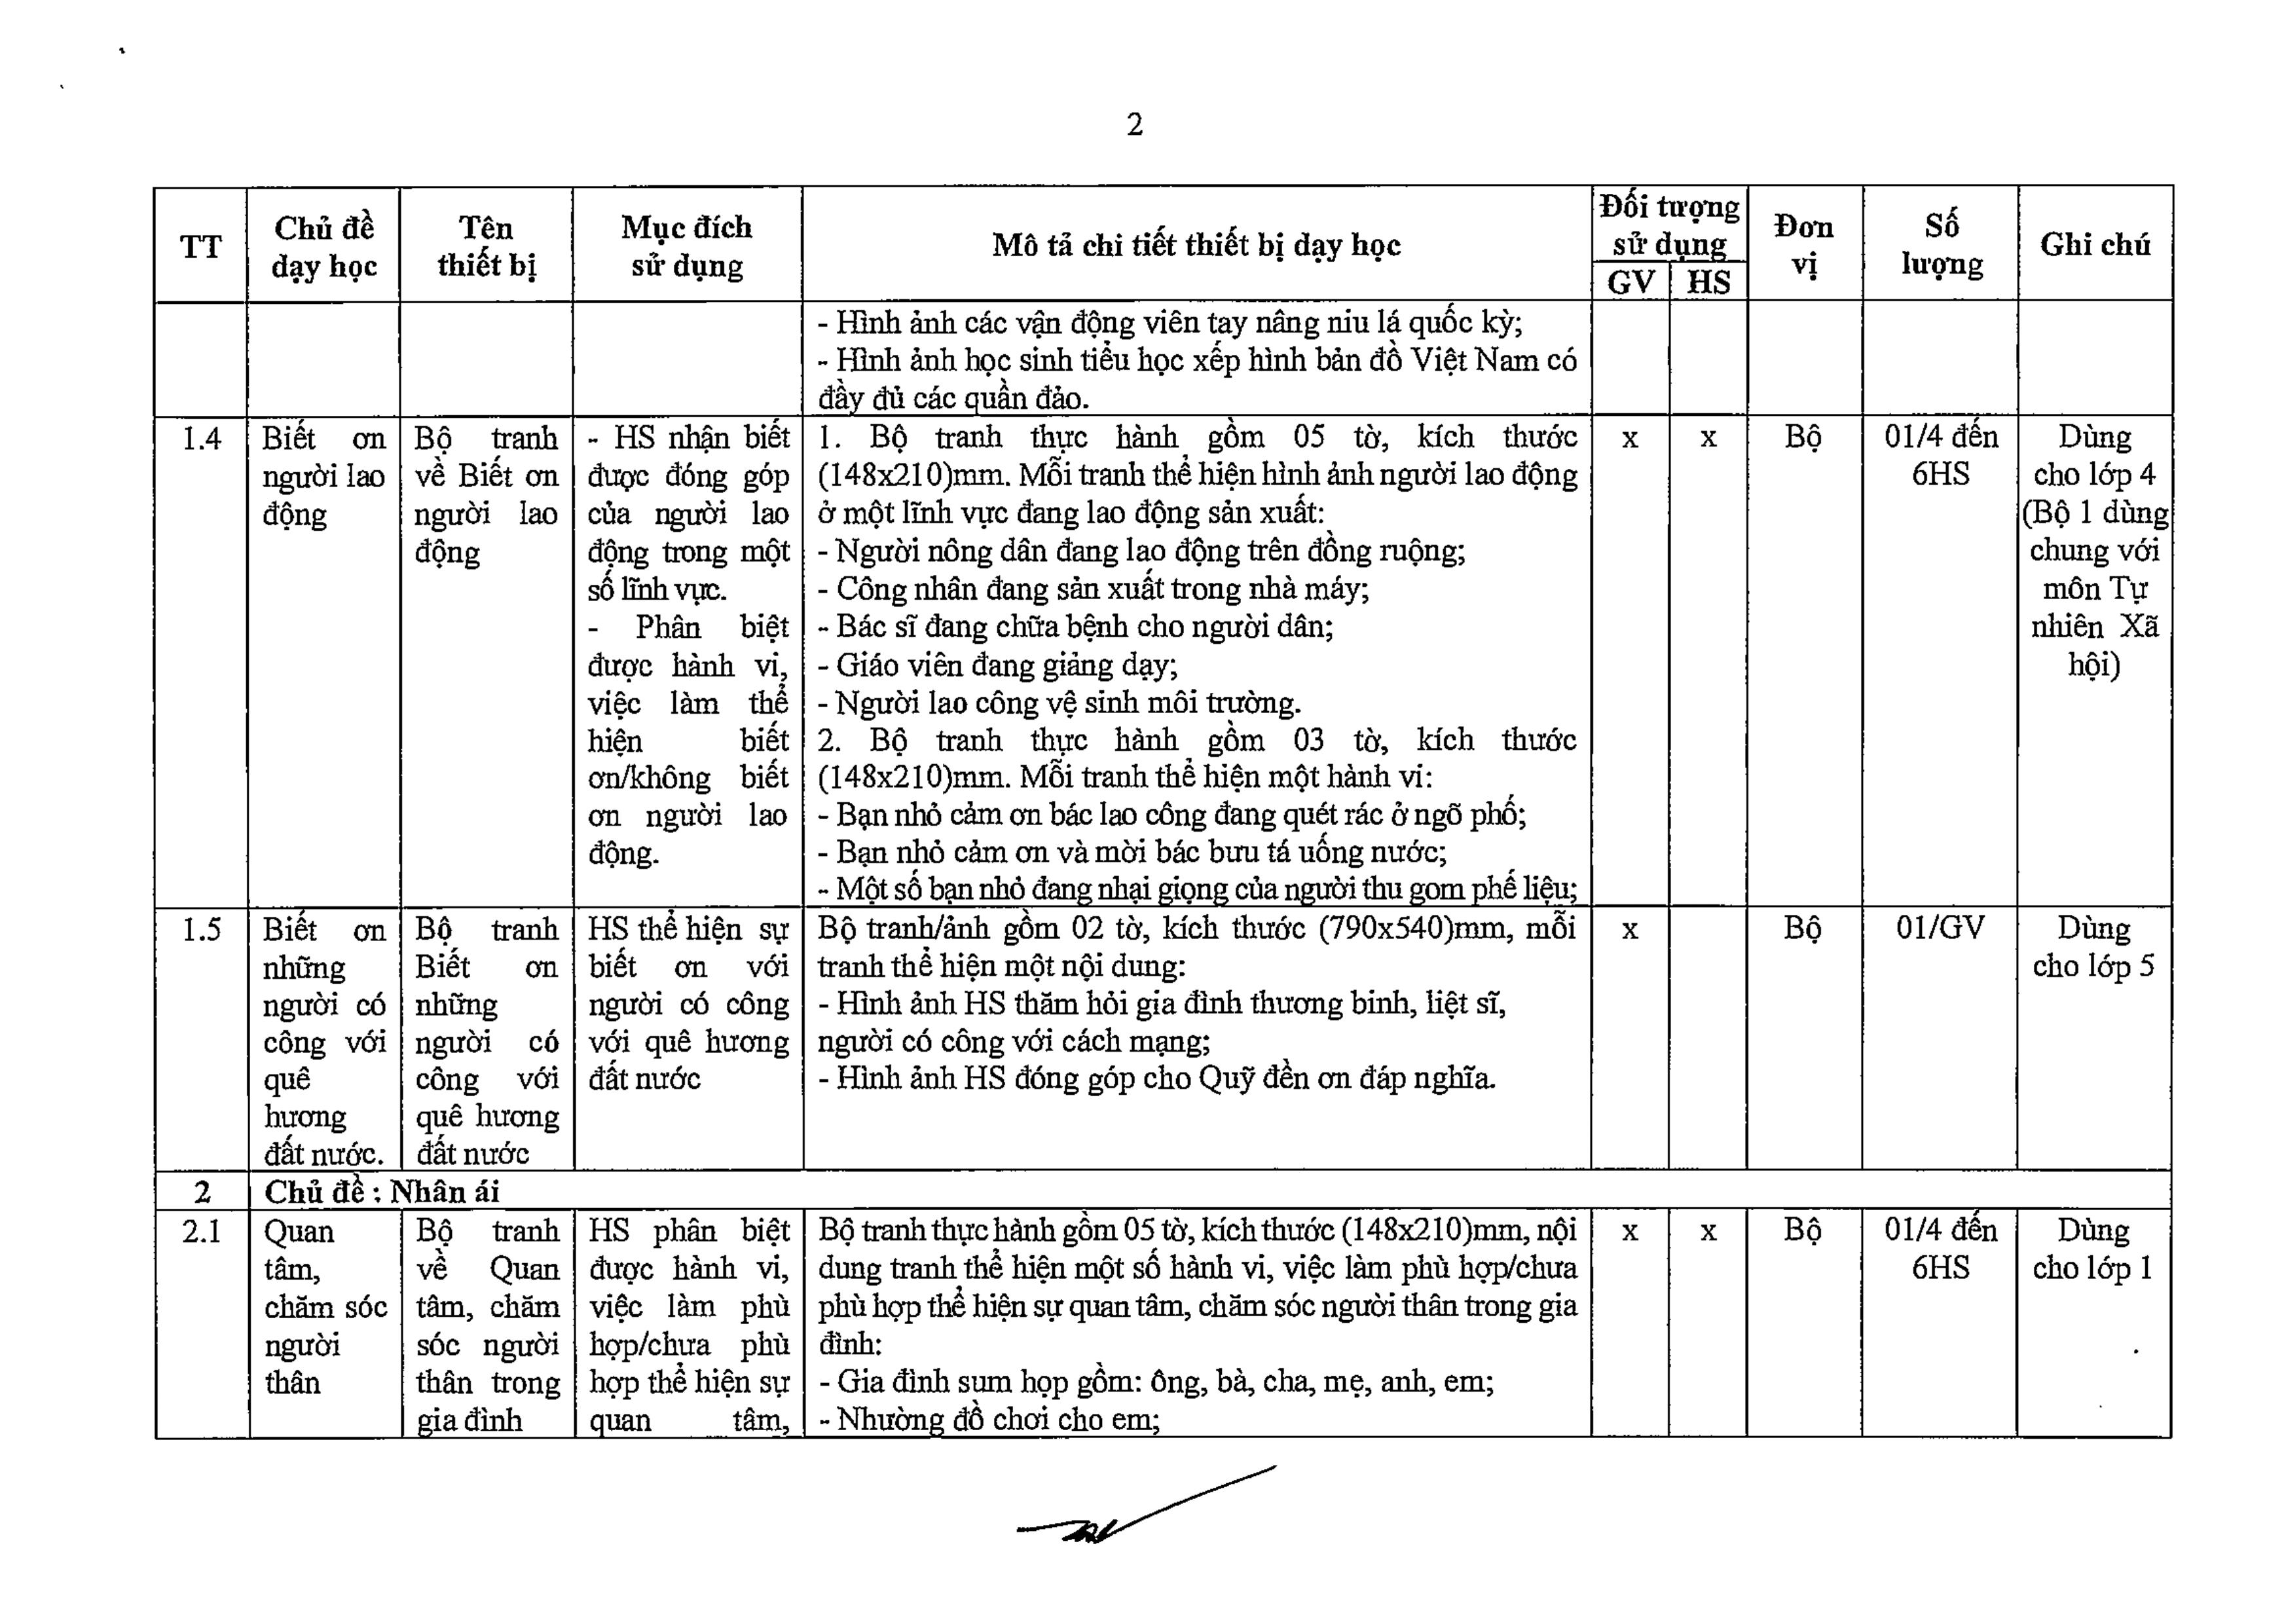 2
TT
Chủ đề
dạy học
Tên
thiết bị
Mục đích
sử dụng
Mô tả chi tiết thiết bị dạy học
Đối tượng
sử dụng
GV
HS
Đơn
vị
Số
lượng
Ghi chú
- Hình ảnh các vận động viên tay nâng niu lá quốc kỳ;
- Hình ảnh học sinh tiểu học xếp hình bản đồ Việt Nam có
đầy đủ các quần đảo.
1.4
Biết ơn
người lao
động
Bộ tranh
về Biết ơn
người lao
động
- HS nhận biết
được đóng góp
của người lao
động trong một
số lĩnh vực.
- Phân biệt
được hành vi,
việc làm thể
hiện biết
ơn/không biết
ơn người lao
động.
1. Bộ tranh thực hành gồm 05 tờ, kích thước
(148x210)mm. Mỗi tranh thể hiện hình ảnh người lao động
ở một lĩnh vực đang lao động sản xuất:
- Người nông dân đang lao động trên đồng ruộng;
- Công nhân đang sản xuất trong nhà máy;
- Bác sĩ đang chữa bệnh cho người dân;
- Giáo viên đang giảng dạy;
- Người lao công vệ sinh môi trường.
2. Bộ tranh thực hành gồm 03 tờ, kích thước
(148x210)mm. Mỗi tranh thể hiện một hành vi:
- Bạn nhỏ cảm ơn bác lao công đang quét rác ở ngõ phố;
- Bạn nhỏ cảm ơn và mời bác bưu tá uống nước;
- Một số bạn nhỏ đang nhại giọng của người thu gom phế liệu;
x
x
Bộ
01/4 đến
6HS
Dùng
cho lớp 4
(Bộ 1 dùng
chung với
môn Tự
nhiên Xã
hội)
1.5
Biết ơn
những
người có
công với
quê
hương
đất nước.
Bộ tranh
Biết ơn
những
người có
công với
quê hương
đất nước
HS thể hiện sự
biết ơn với
người có công
với quê hương
đất nước
Bộ tranh/ảnh gồm 02 tờ, kích thước (790x540)mm, mỗi
tranh thể hiện một nội dung:
- Hình ảnh HS thăm hỏi gia đình thương binh, liệt sĩ,
người có công với cách mạng;
- Hình ảnh HS đóng góp cho Quỹ đền ơn đáp nghĩa.
x
Bộ
01/GV
Dùng
cho lớp 5
2
Chủ đề : Nhân ái
2.1
Quan
tâm,
chăm sóc
người
thân
Bộ tranh
về Quan
tâm, chăm
sóc người
thân trong
gia đình
HS phân biệt
được hành vi,
việc làm phù
hợp/chưa phù
hợp thể hiện sự
quan tâm,
Bộ tranh thực hành gồm 05 tờ, kích thước (148x210)mm, nội
dung tranh thể hiện một số hành vi, việc làm phù hợp/chưa
phù hợp thể hiện sự quan tâm, chăm sóc người thân trong gia
đình:
- Gia đình sum họp gồm: ông, bà, cha, mẹ, anh, em;
- Nhường đồ chơi cho em;
x
x
Bộ
01/4 đến
6HS
Dùng
cho lớp 1